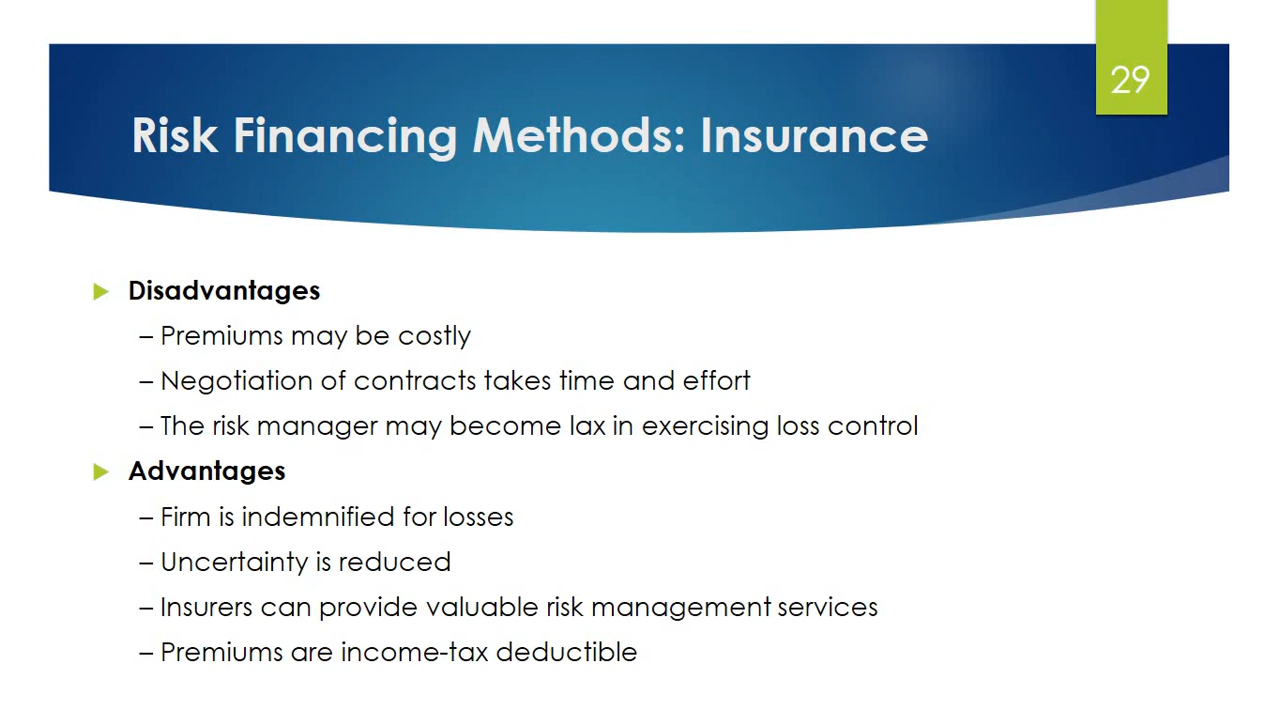 29
Risk Financing Methods: Insurance
Disadvantages
– Premiums may be costly
– Negotiation of contracts takes time and effort
– The risk manager may become lax in exercising loss control
Advantages
– Firm is indemnified for losses
– Uncertainty is reduced
– Insurers can provide valuable risk management services
– Premiums are income-tax deductible